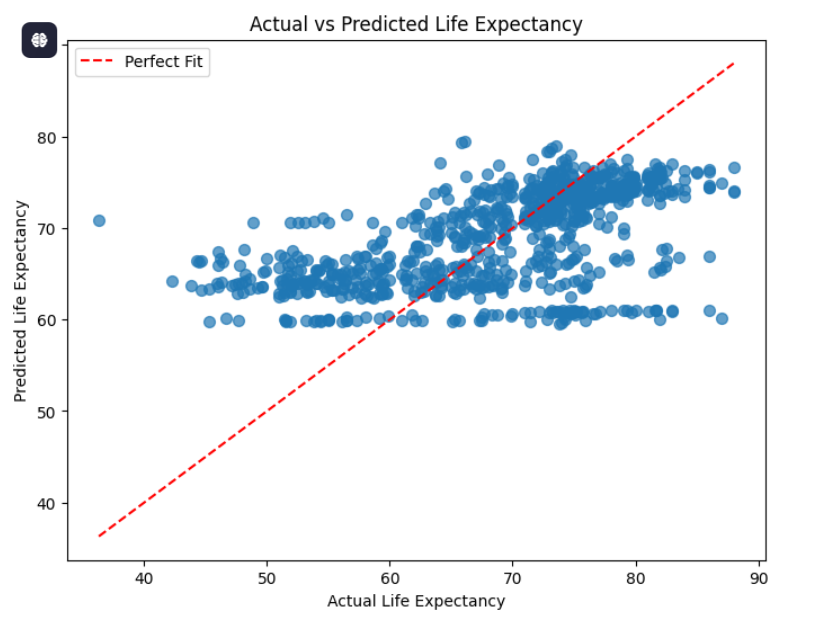 Actual vs Predicted Life Expectancy
Perfect Fit
80
70
60
50
40
Predicted Life Expectancy
40 50 60 70 80 90
Actual Life Expectancy